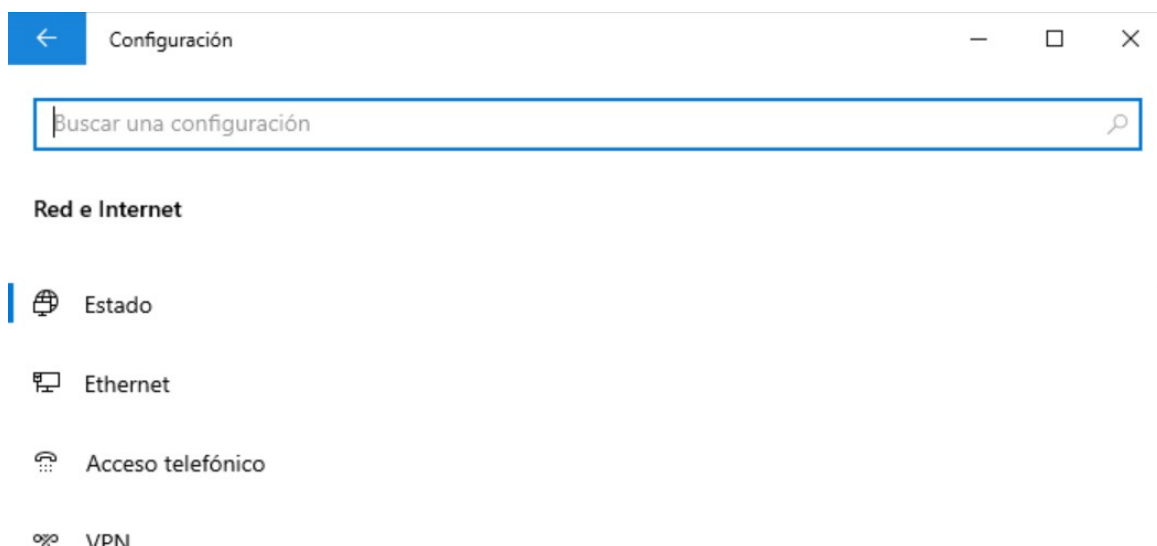 Configuración
Buscar una configuración
Red e Internet
Estado
Ethernet
Acceso telefónico
VPN